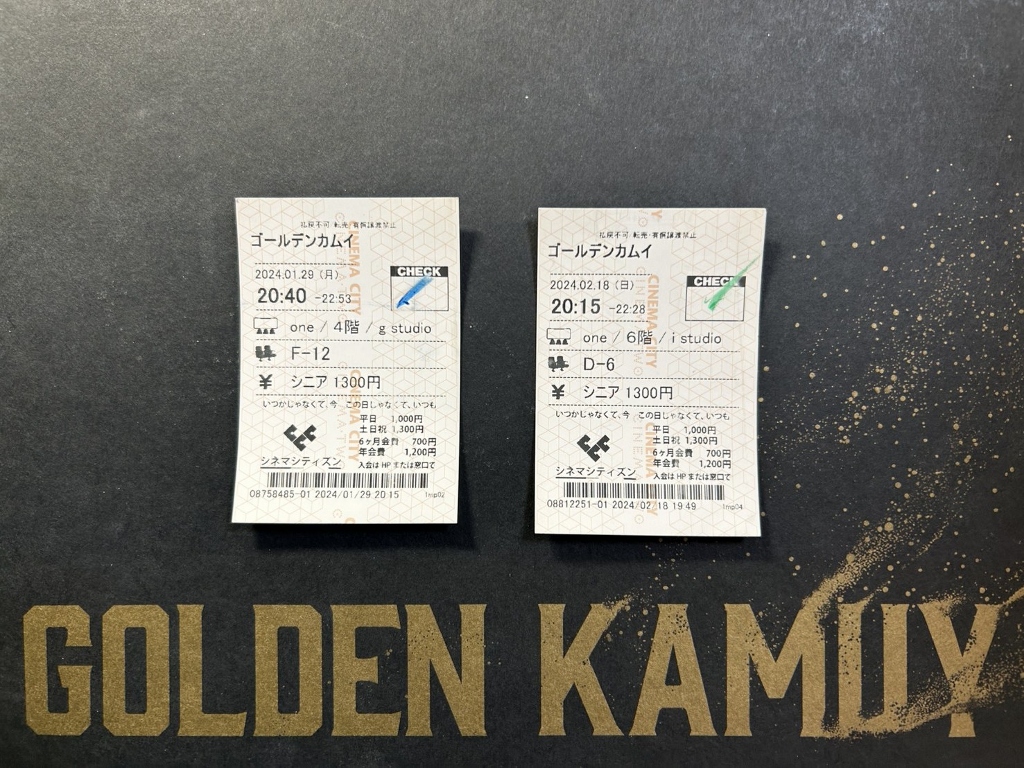 払戻不可・転売・有償譲渡禁止
ゴールデンカムイ
2024.01.29（月）
CHECK
20:40 -22:53
one / 4階 / g studio
F-12
¥ シニア 1300円
いつかじゃなくて、今 この日じゃなくて、いつも
平日 1,000円
土日祝 1,300円
6ヶ月会費 700円
年会費 1,200円
シネマシティズン 入会は HP または窓口で
08758485-01 2024/01/29 20:15 1mp02
CINEMA CITY
CINEMA CITY
払戻不可・転売・有償譲渡禁止
ゴールデンカムイ
2024.02.18（日）
CHECK
20:15 -22:28
one / 6階 / i studio
D-6
¥ シニア 1300円
いつかじゃなくて、今 この日じゃなくて、いつも
平日 1,000円
土日祝 1,300円
6ヶ月会費 700円
年会費 1,200円
シネマシティズン 入会は HP または窓口で
08812251-01 2024/02/18 19:49 1mp04
CINEMA CITY
CINEMA CITY
GOLDEN KAMUY